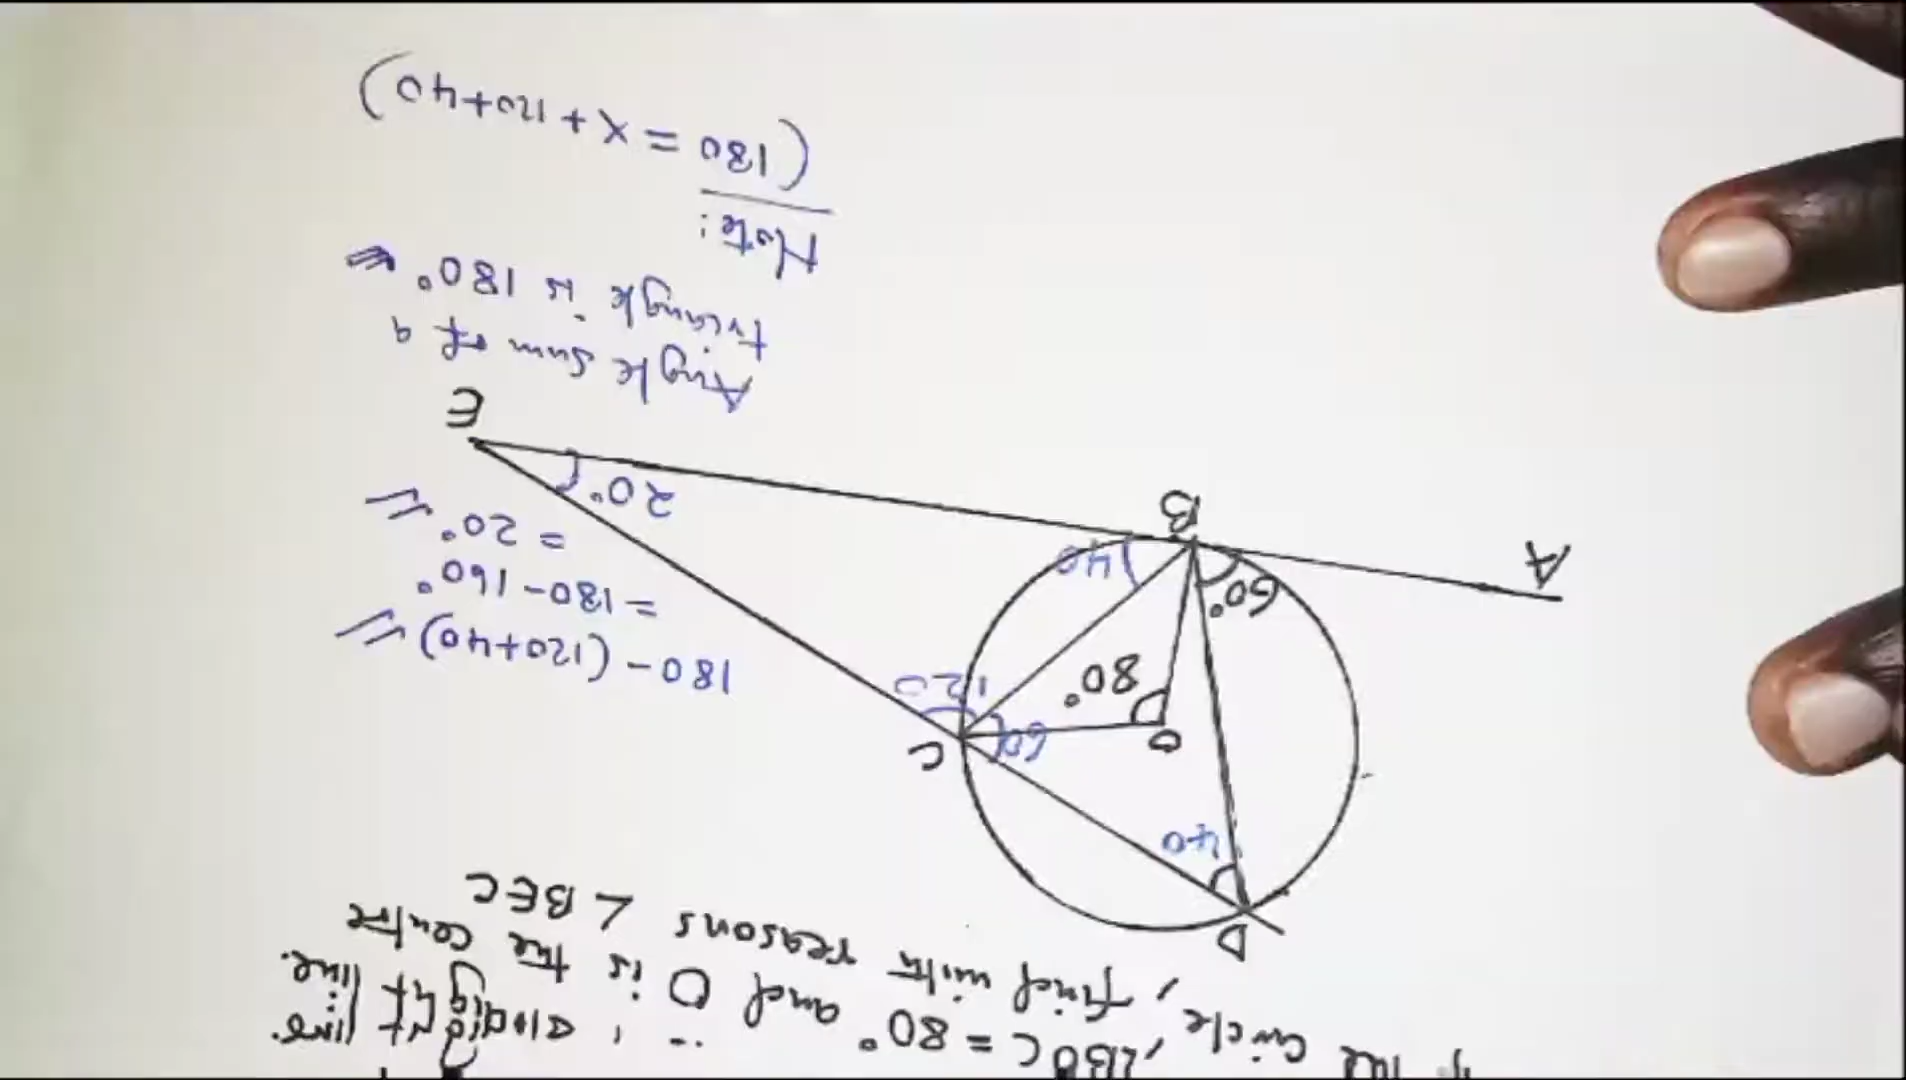 straight line.
the circle, ∠BOC = 80° and O is the centre
, find with reasons ∠BEC
D
40
O
80°
60
C
120
60°
40
B
A
20°
E
180 - (120+40)
= 180 - 160°
= 20°
Angle sum of a
triangle is 180°
Note:
(180 = x + 120+40)